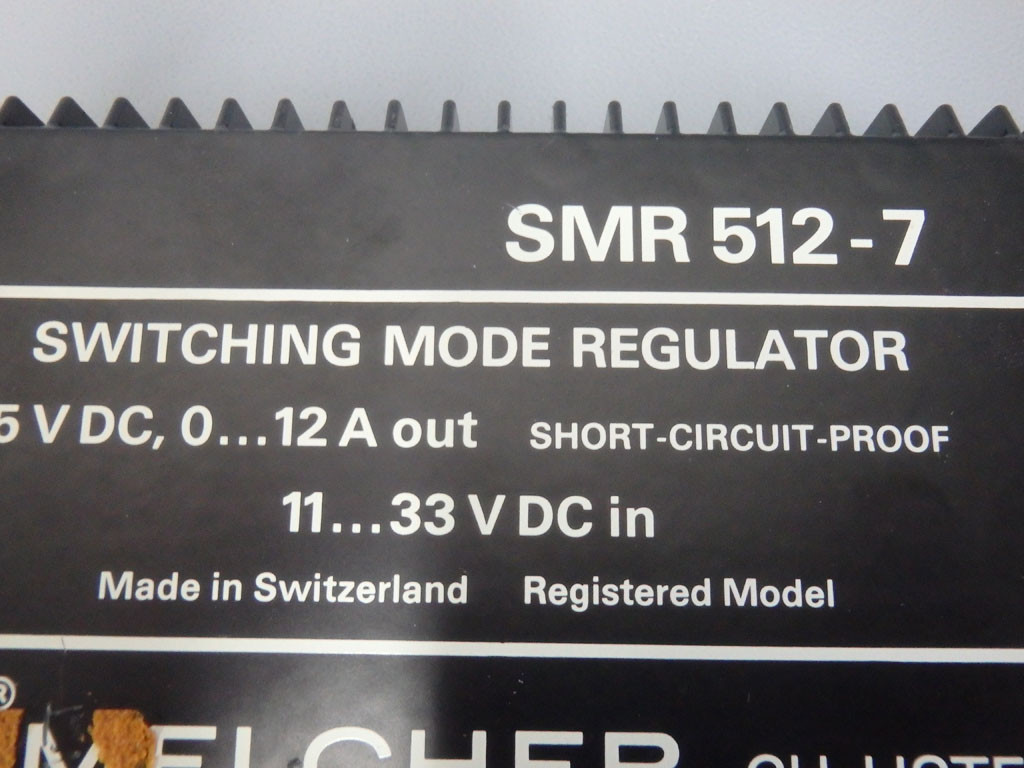 SMR 512-7
SWITCHING MODE REGULATOR
5 V DC, 0...12 A out SHORT-CIRCUIT-PROOF
11...33 V DC in
Made in Switzerland Registered Model
®
MELCHER